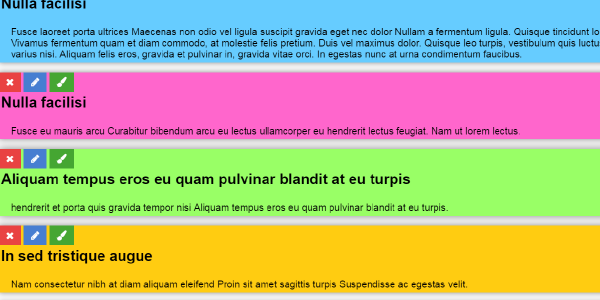 Nulla facilisi
Fusce laoreet porta ultrices Maecenas non odio vel ligula suscipit gravida eget nec dolor Nullam a fermentum ligula. Quisque tincidunt
Vivamus fermentum quam et diam commodo, at molestie felis pretium. Duis vel maximus dolor. Quisque leo turpis, vestibulum quis
varius nisi. Aliquam felis eros, gravida et pulvinar in, gravida vitae orci. In egestas nunc at urna condimentum faucibus.
Nulla facilisi
Fusce eu mauris arcu Curabitur bibendum arcu eu lectus ullamcorper eu hendrerit lectus feugiat. Nam ut lorem lectus.
Aliquam tempus eros eu quam pulvinar blandit at eu turpis
hendrerit et porta quis gravida tempor nisi Aliquam tempus eros eu quam pulvinar blandit at eu turpis.
In sed tristique augue
Nam consectetur nibh at diam aliquam eleifend Proin sit amet sagittis turpis Suspendisse ac egestas velit.